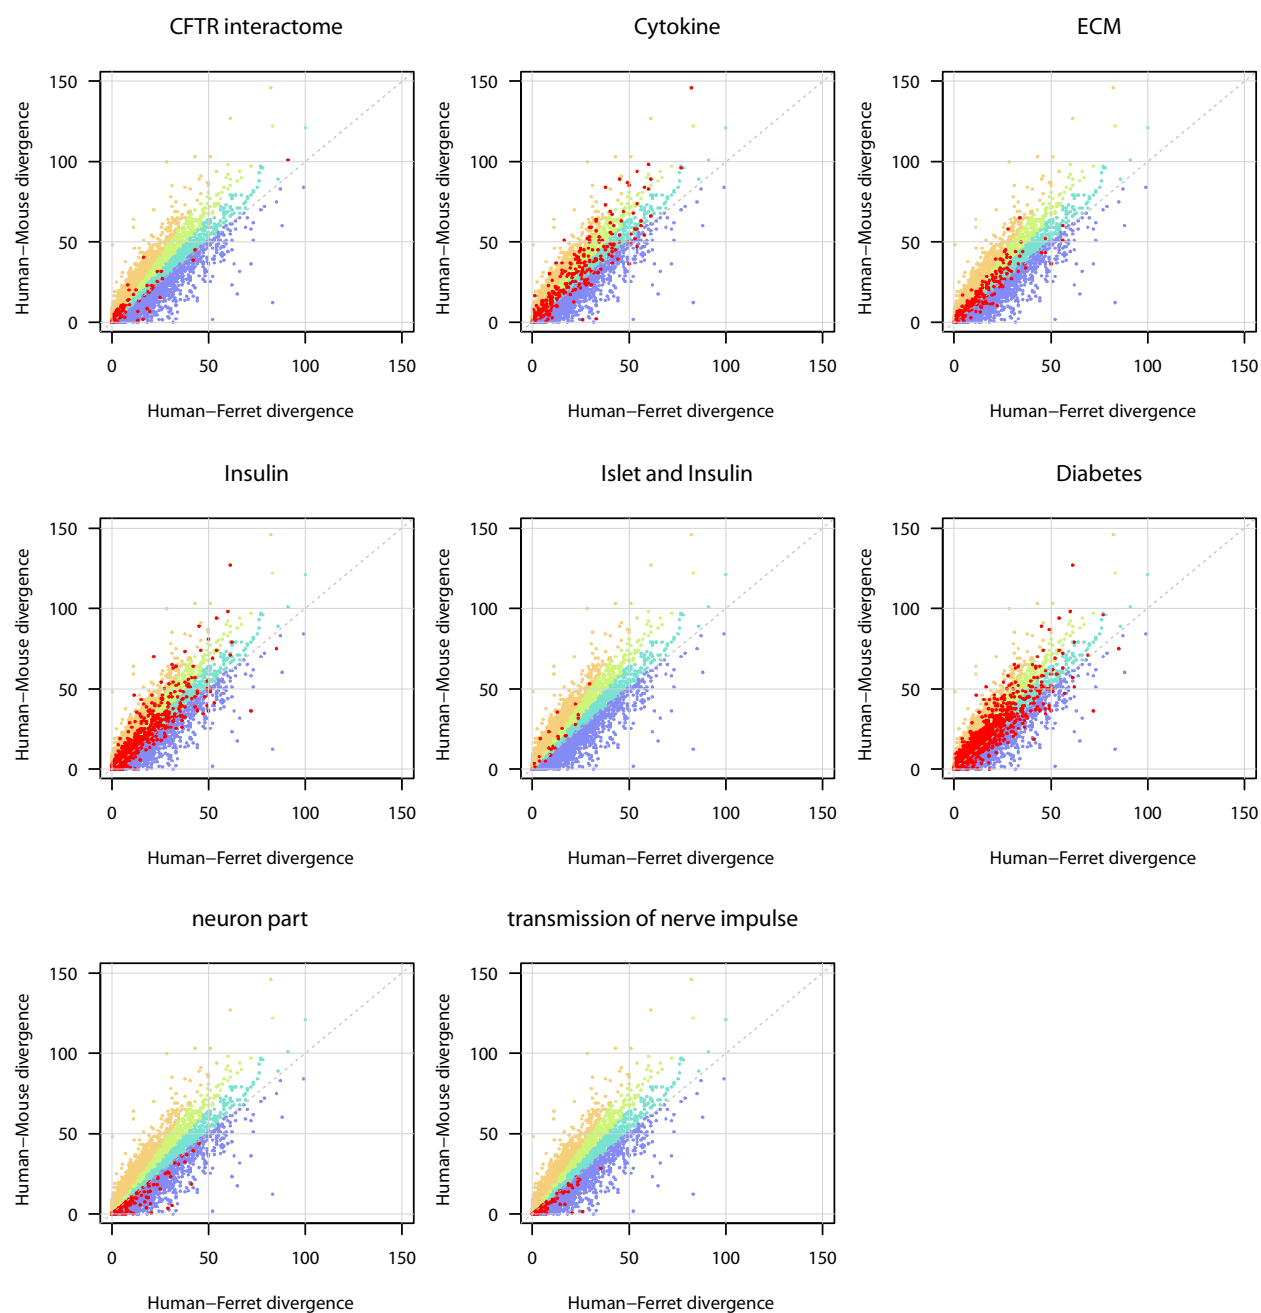 CFTR interactome
Cytokine
ECM
Human−Mouse divergence
150
100
50
0
0 50 100 150
Human−Ferret divergence
Human−Mouse divergence
150
100
50
0
0 50 100 150
Human−Ferret divergence
Human−Mouse divergence
150
100
50
0
0 50 100 150
Human−Ferret divergence
Insulin
Islet and Insulin
Diabetes
Human−Mouse divergence
150
100
50
0
0 50 100 150
Human−Ferret divergence
Human−Mouse divergence
150
100
50
0
0 50 100 150
Human−Ferret divergence
Human−Mouse divergence
150
100
50
0
0 50 100 150
Human−Ferret divergence
neuron part
transmission of nerve impulse
Human−Mouse divergence
150
100
50
0
0 50 100 150
Human−Ferret divergence
Human−Mouse divergence
150
100
50
0
0 50 100 150
Human−Ferret divergence